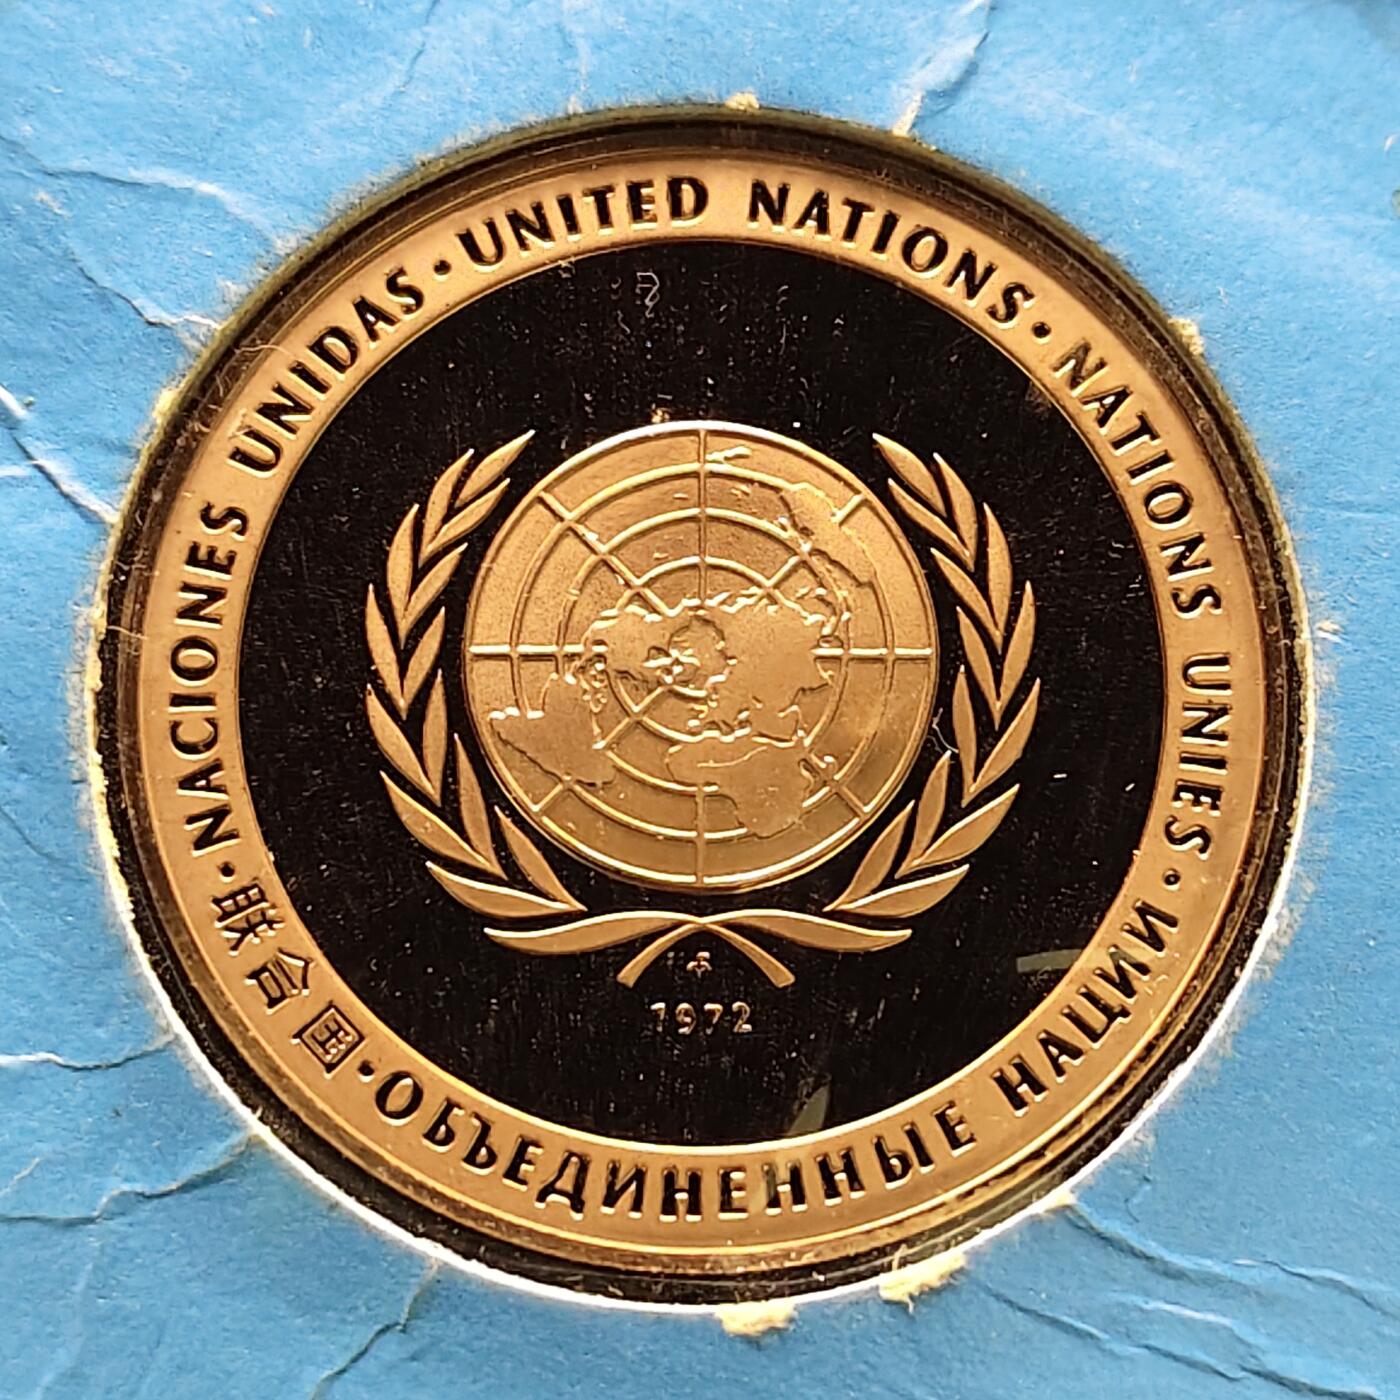 UNITED NATIONS · NATIONS UNIES · ОБЪЕДИНЕННЫЕ НАЦИИ · 联合国 · NACIONES UNIDAS ·
1972